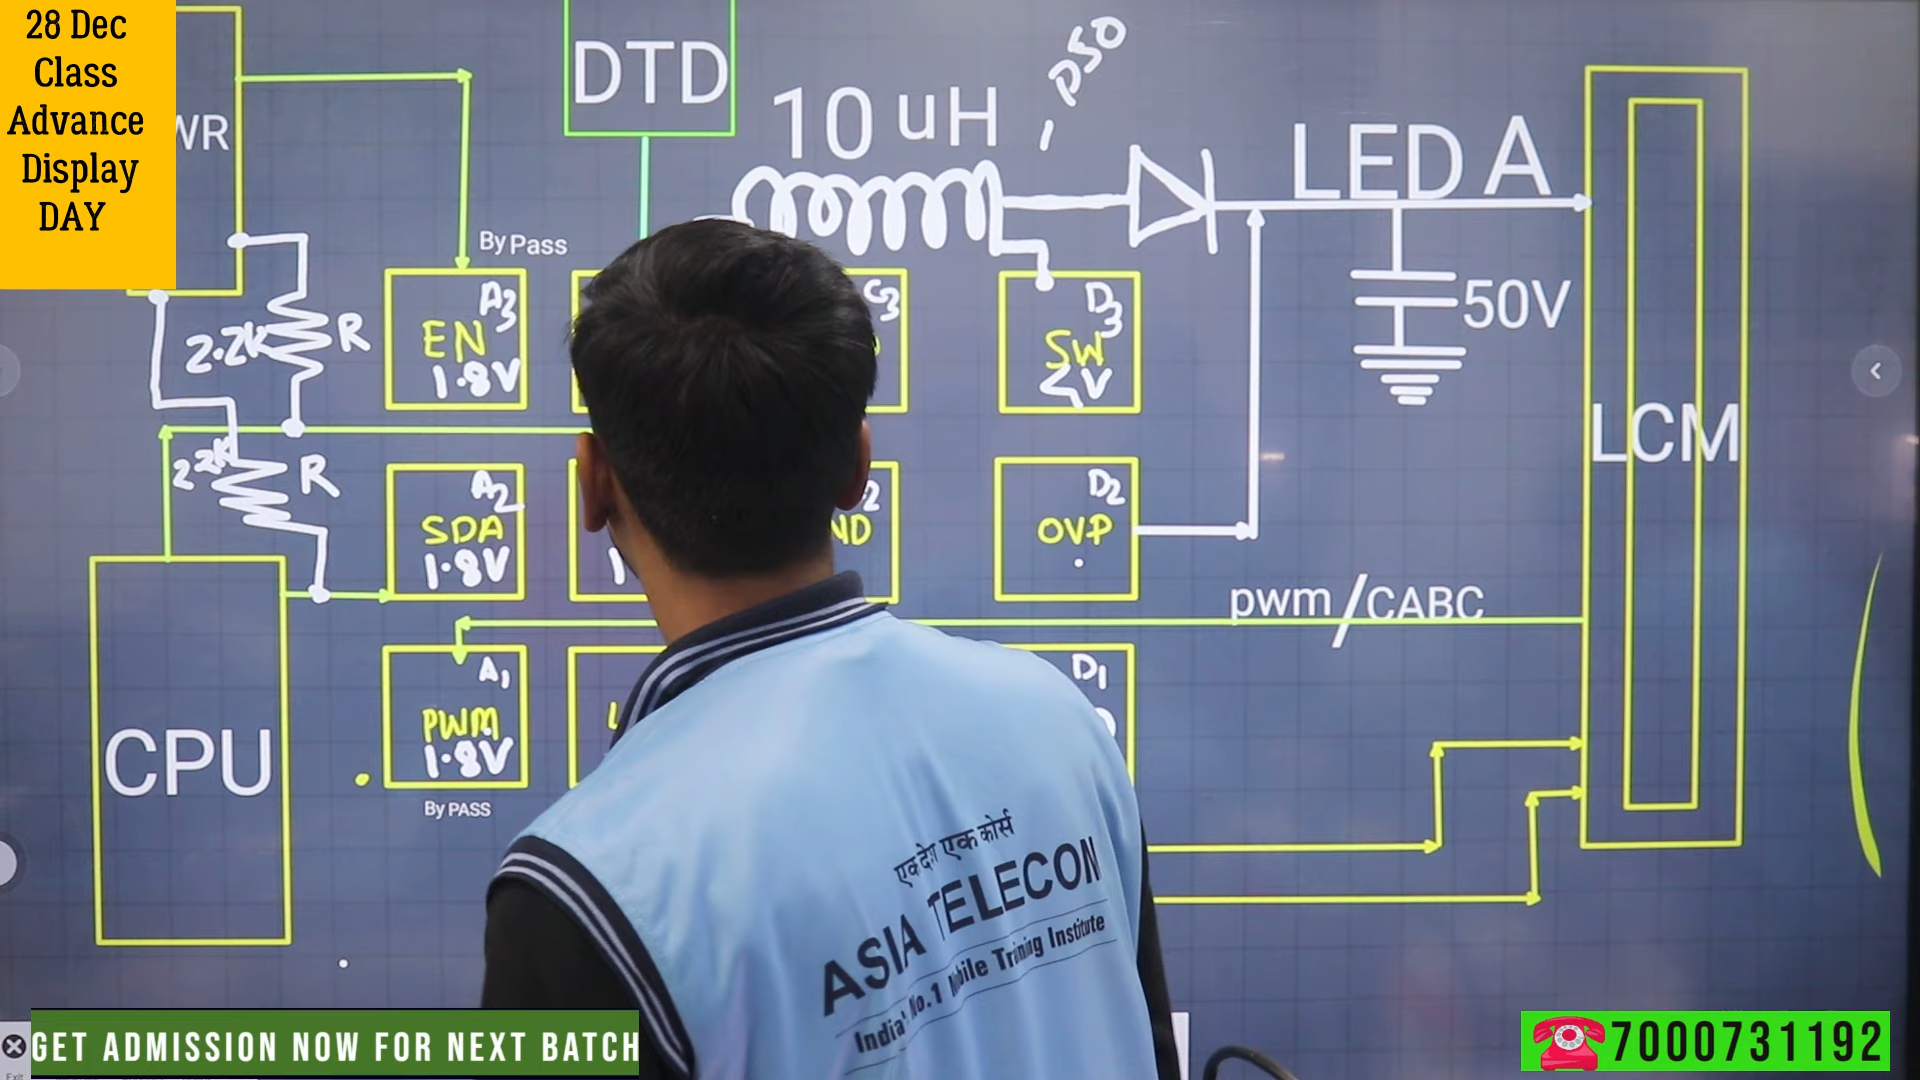 28 Dec
Class
Advance
Display
DAY
WR
DTD
10 uH
LED A
50V
By Pass
A3
EN
1.8V
C3
D3
SW
2.2K
R
R
A2
SDA
1.8V
ND
D2
OVP
LCM
pwm/CABC
A1
PWM
1.8V
By PASS
D1
CPU
एक देश एक कोर्स
ASIA TELECON
India' No.1 Mobile Training Institute
GET ADMISSION NOW FOR NEXT BATCH
7000731192